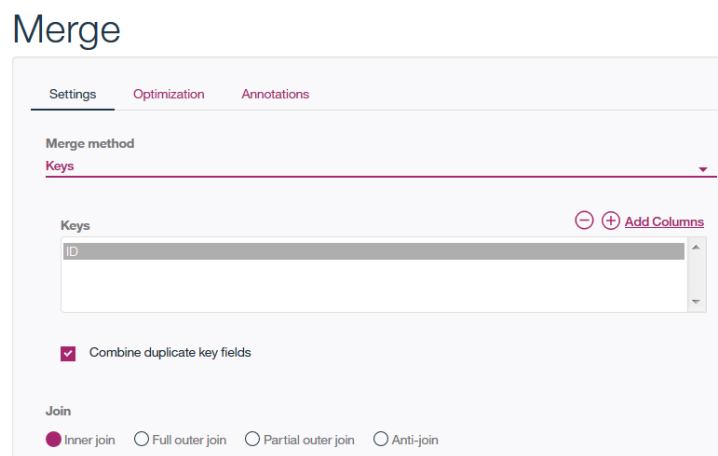 Merge
Settings Optimization Annotations
Merge method
Keys
Keys Add Columns
ID
Combine duplicate key fields
Join
Inner join Full outer join Partial outer join Anti-join